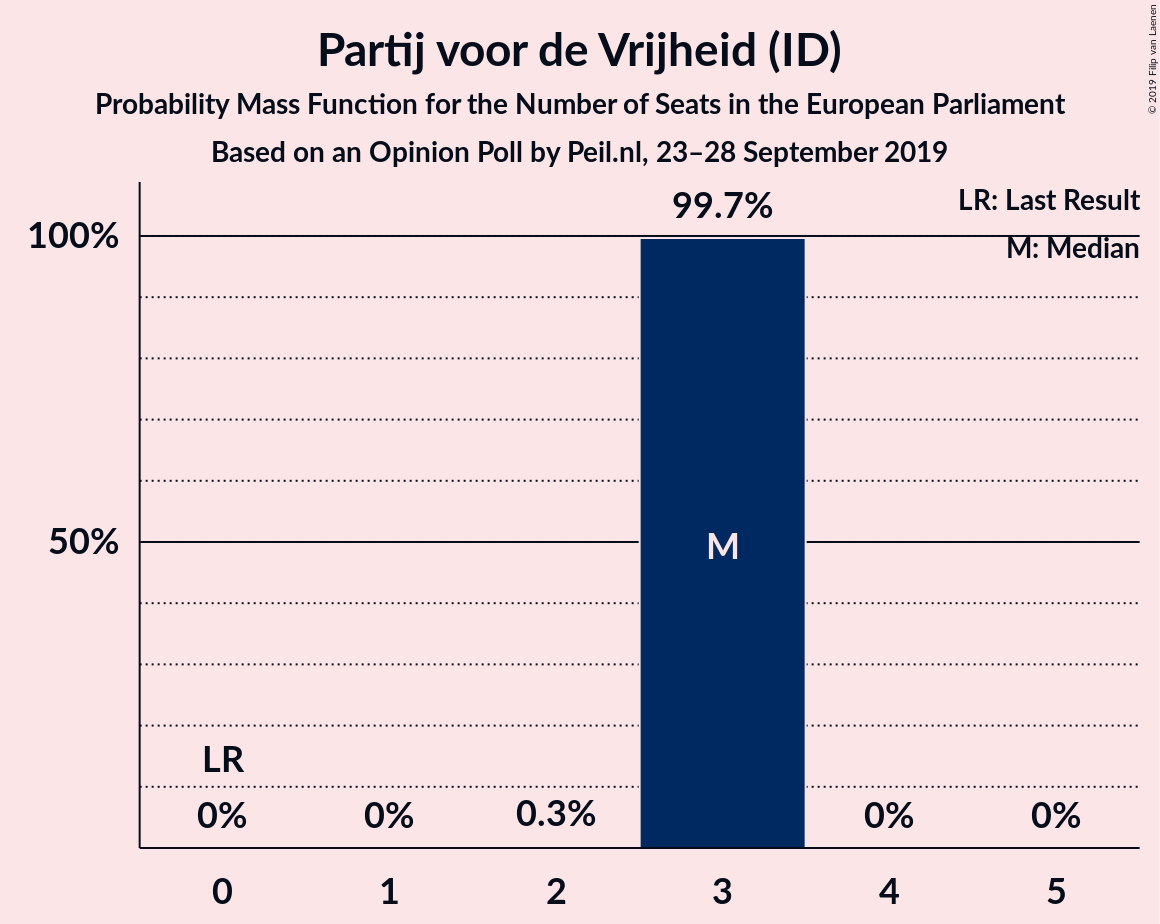 Partij voor de Vrijheid (ID)
Probability Mass Function for the Number of Seats in the European Parliament
Based on an Opinion Poll by Peil.nl, 23–28 September 2019
© 2019 Filip van Laenen
LR: Last Result
M: Median
99.7%
100%
50%
M
LR
0%
0%
0.3%
0%
0%
0 1 2 3 4 5